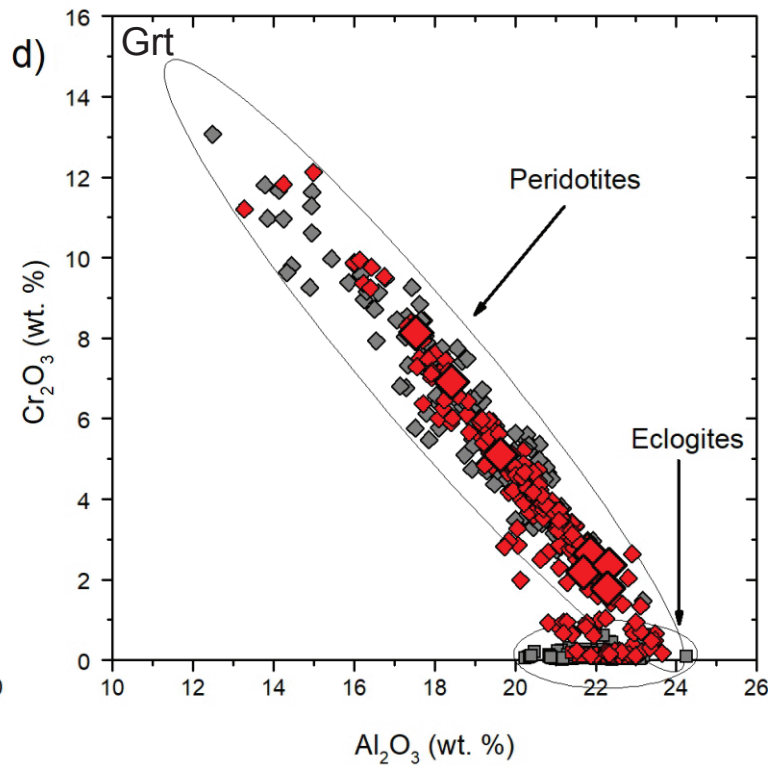 d)
Grt
16
14
12
10
8
6
4
2
0
Cr₂O₃ (wt. %)
Peridotites
Eclogites
10 12 14 16 18 20 22 24 26
Al₂O₃ (wt. %)